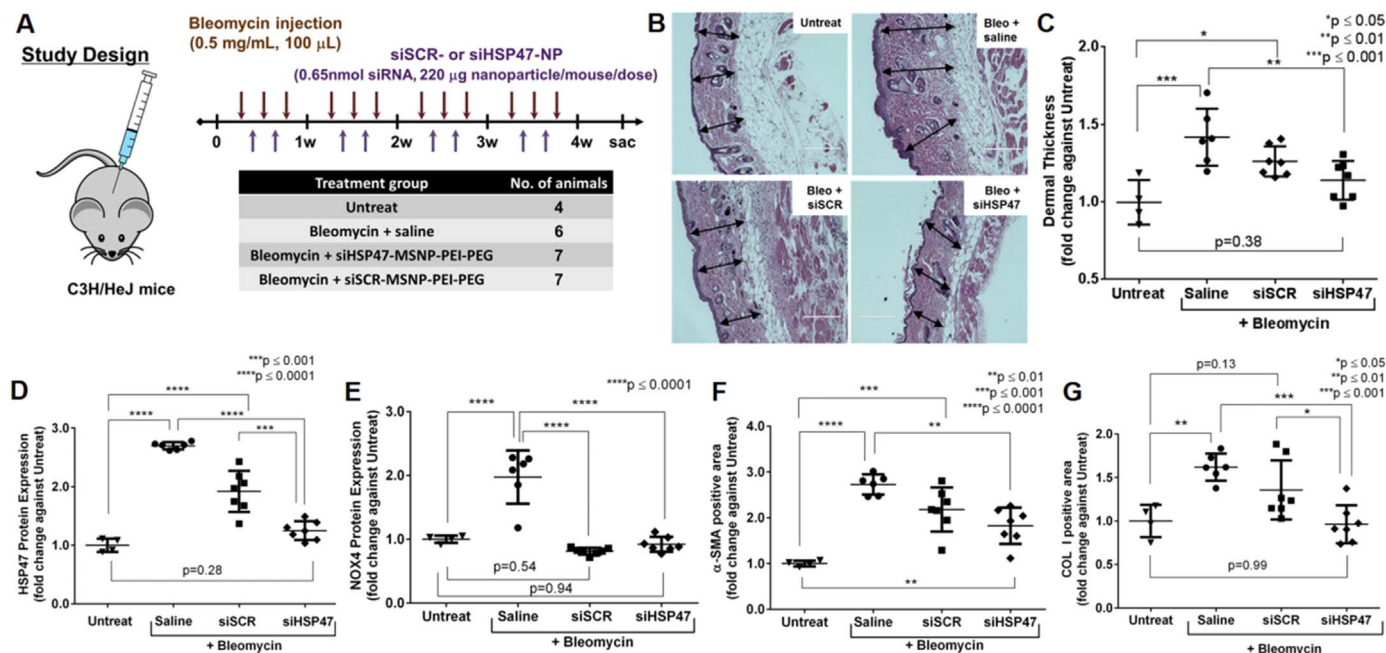 A
Study Design
C3H/HeJ mice
Bleomycin injection
(0.5 mg/mL, 100 μL)
siSCR- or siHSP47-NP
(0.65nmol siRNA, 220 μg nanoparticle/mouse/dose)
0 1w 2w 3w 4w sac
Treatment group No. of animals
Untreat 4
Bleomycin + saline 6
Bleomycin + siHSP47-MSNP-PEI-PEG 7
Bleomycin + siSCR-MSNP-PEI-PEG 7
B
Untreat
Bleo +
saline
Bleo +
siSCR
Bleo +
siHSP47
C
*p ≤ 0.05
**p ≤ 0.01
***p ≤ 0.001
Dermal Thickness
(fold change against Untreat)
2.0
1.5
1.0
0.5
*
***
**
p=0.38
Untreat Saline siSCR siHSP47
+ Bleomycin
D
***p ≤ 0.001
****p ≤ 0.0001
HSP47 Protein Expression
(fold change against Untreat)
3.0
2.0
1.0
0.0
****
**** ****
***
p=0.28
Untreat Saline siSCR siHSP47
+ Bleomycin
E
****p ≤ 0.0001
NOX4 Protein Expression
(fold change against Untreat)
3.0
2.0
1.0
0.0
**** ****
****
p=0.54
p=0.94
Untreat Saline siSCR siHSP47
+ Bleomycin
F
**p ≤ 0.01
***p ≤ 0.001
****p ≤ 0.0001
α-SMA positive area
(fold change against Untreat)
4.0
3.0
2.0
1.0
0.0
***
**** **
**
Untreat Saline siSCR siHSP47
+ Bleomycin
G
*p ≤ 0.05
**p ≤ 0.01
***p ≤ 0.001
COL I positive area
(fold change against Untreat)
2.0
1.5
1.0
0.5
0.0
p=0.13
***
** *
p=0.99
Untreat Saline siSCR siHSP47
+ Bleomycin